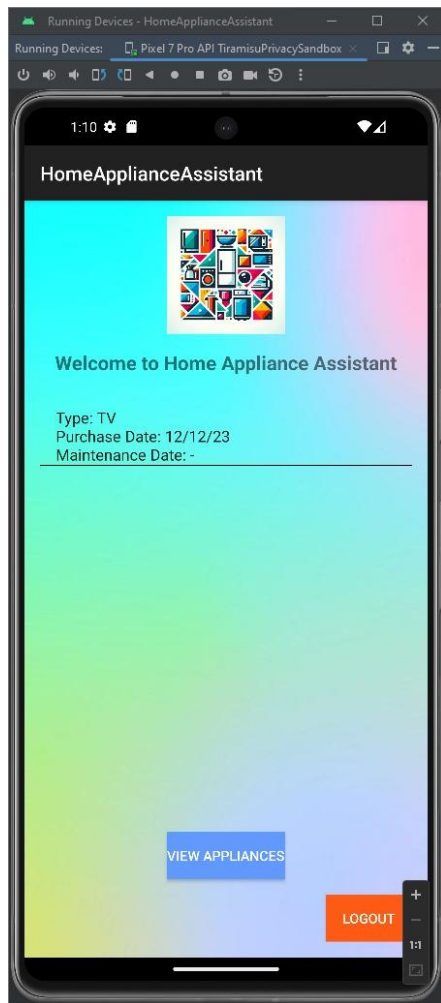 Running Devices - HomeApplianceAssistant
Running Devices: Pixel 7 Pro API TiramisuPrivacySandbox
1:10
HomeApplianceAssistant
Welcome to Home Appliance Assistant
Type: TV
Purchase Date: 12/12/23
Maintenance Date: -
VIEW APPLIANCES
LOGOUT
1:1